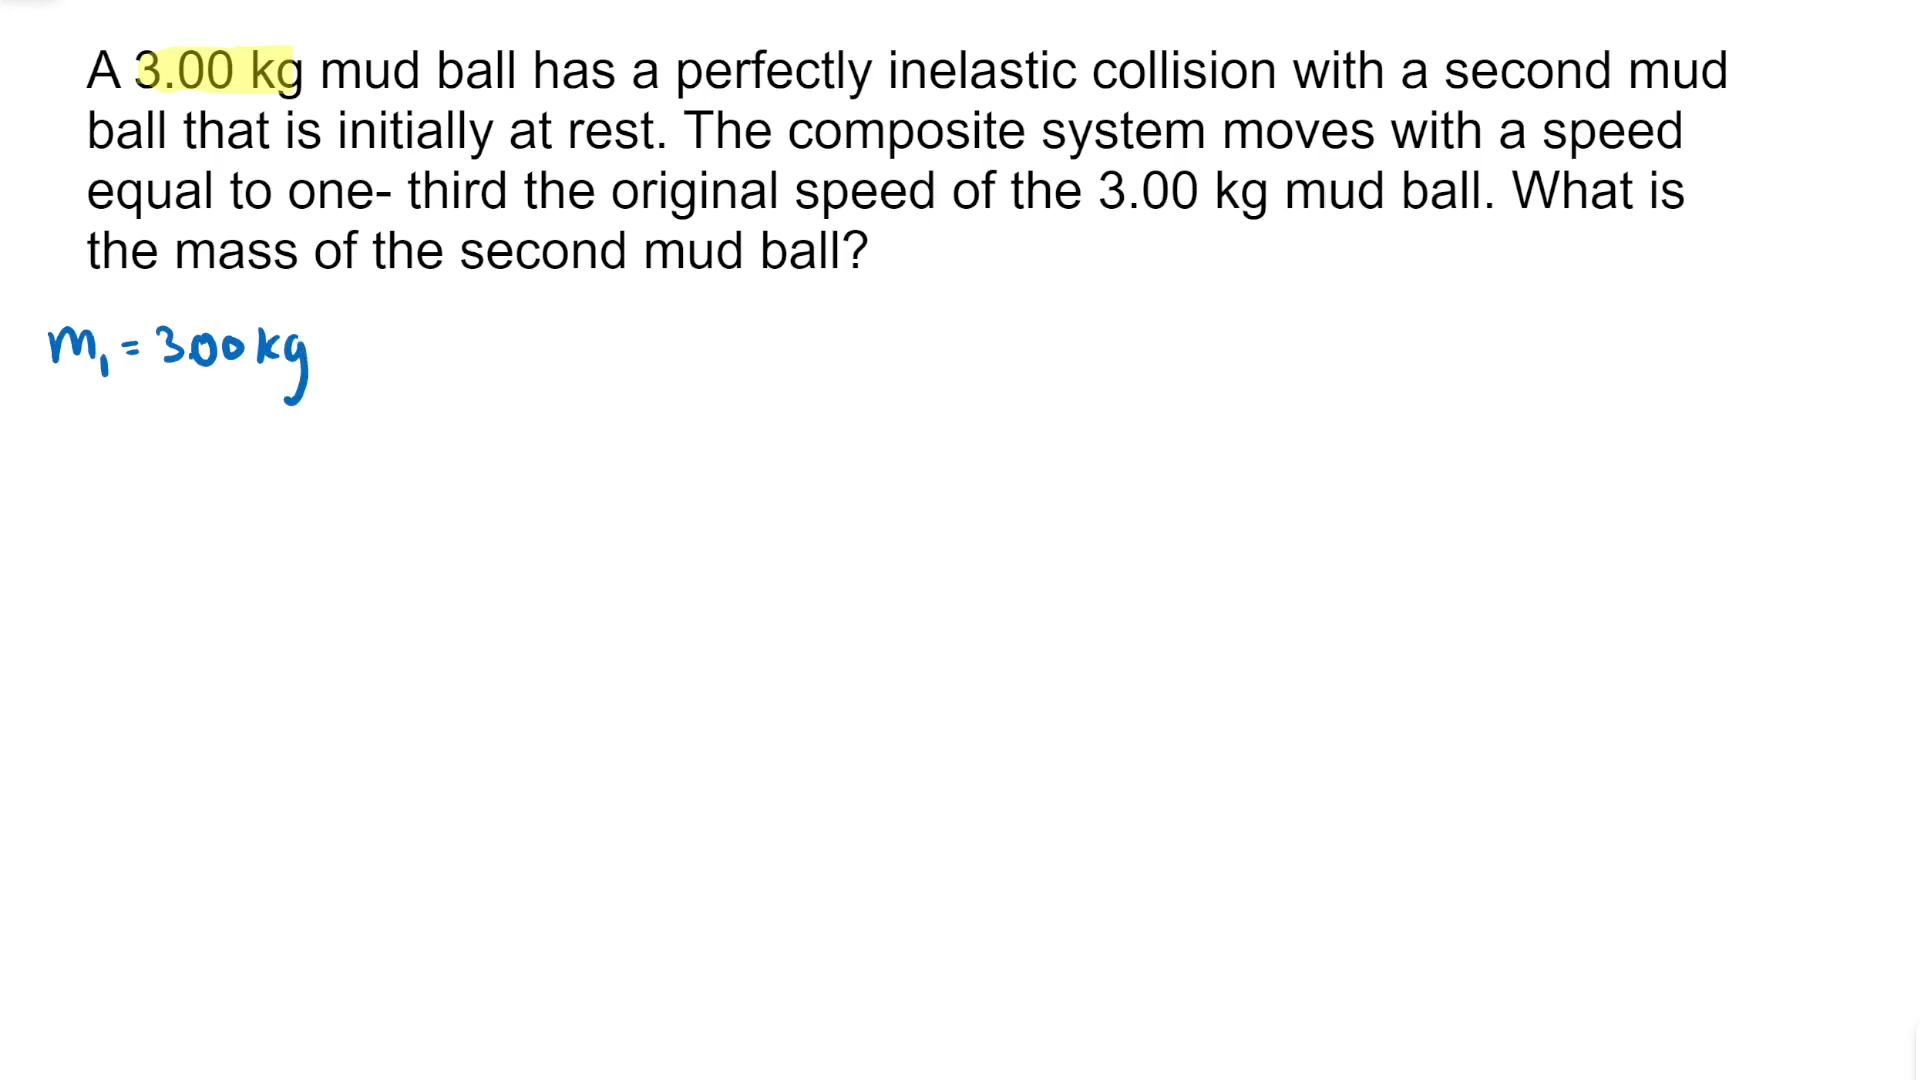 A 3.00 kg mud ball has a perfectly inelastic collision with a second mud
ball that is initially at rest. The composite system moves with a speed
equal to one- third the original speed of the 3.00 kg mud ball. What is
the mass of the second mud ball?
m₁ = 3.00 kg